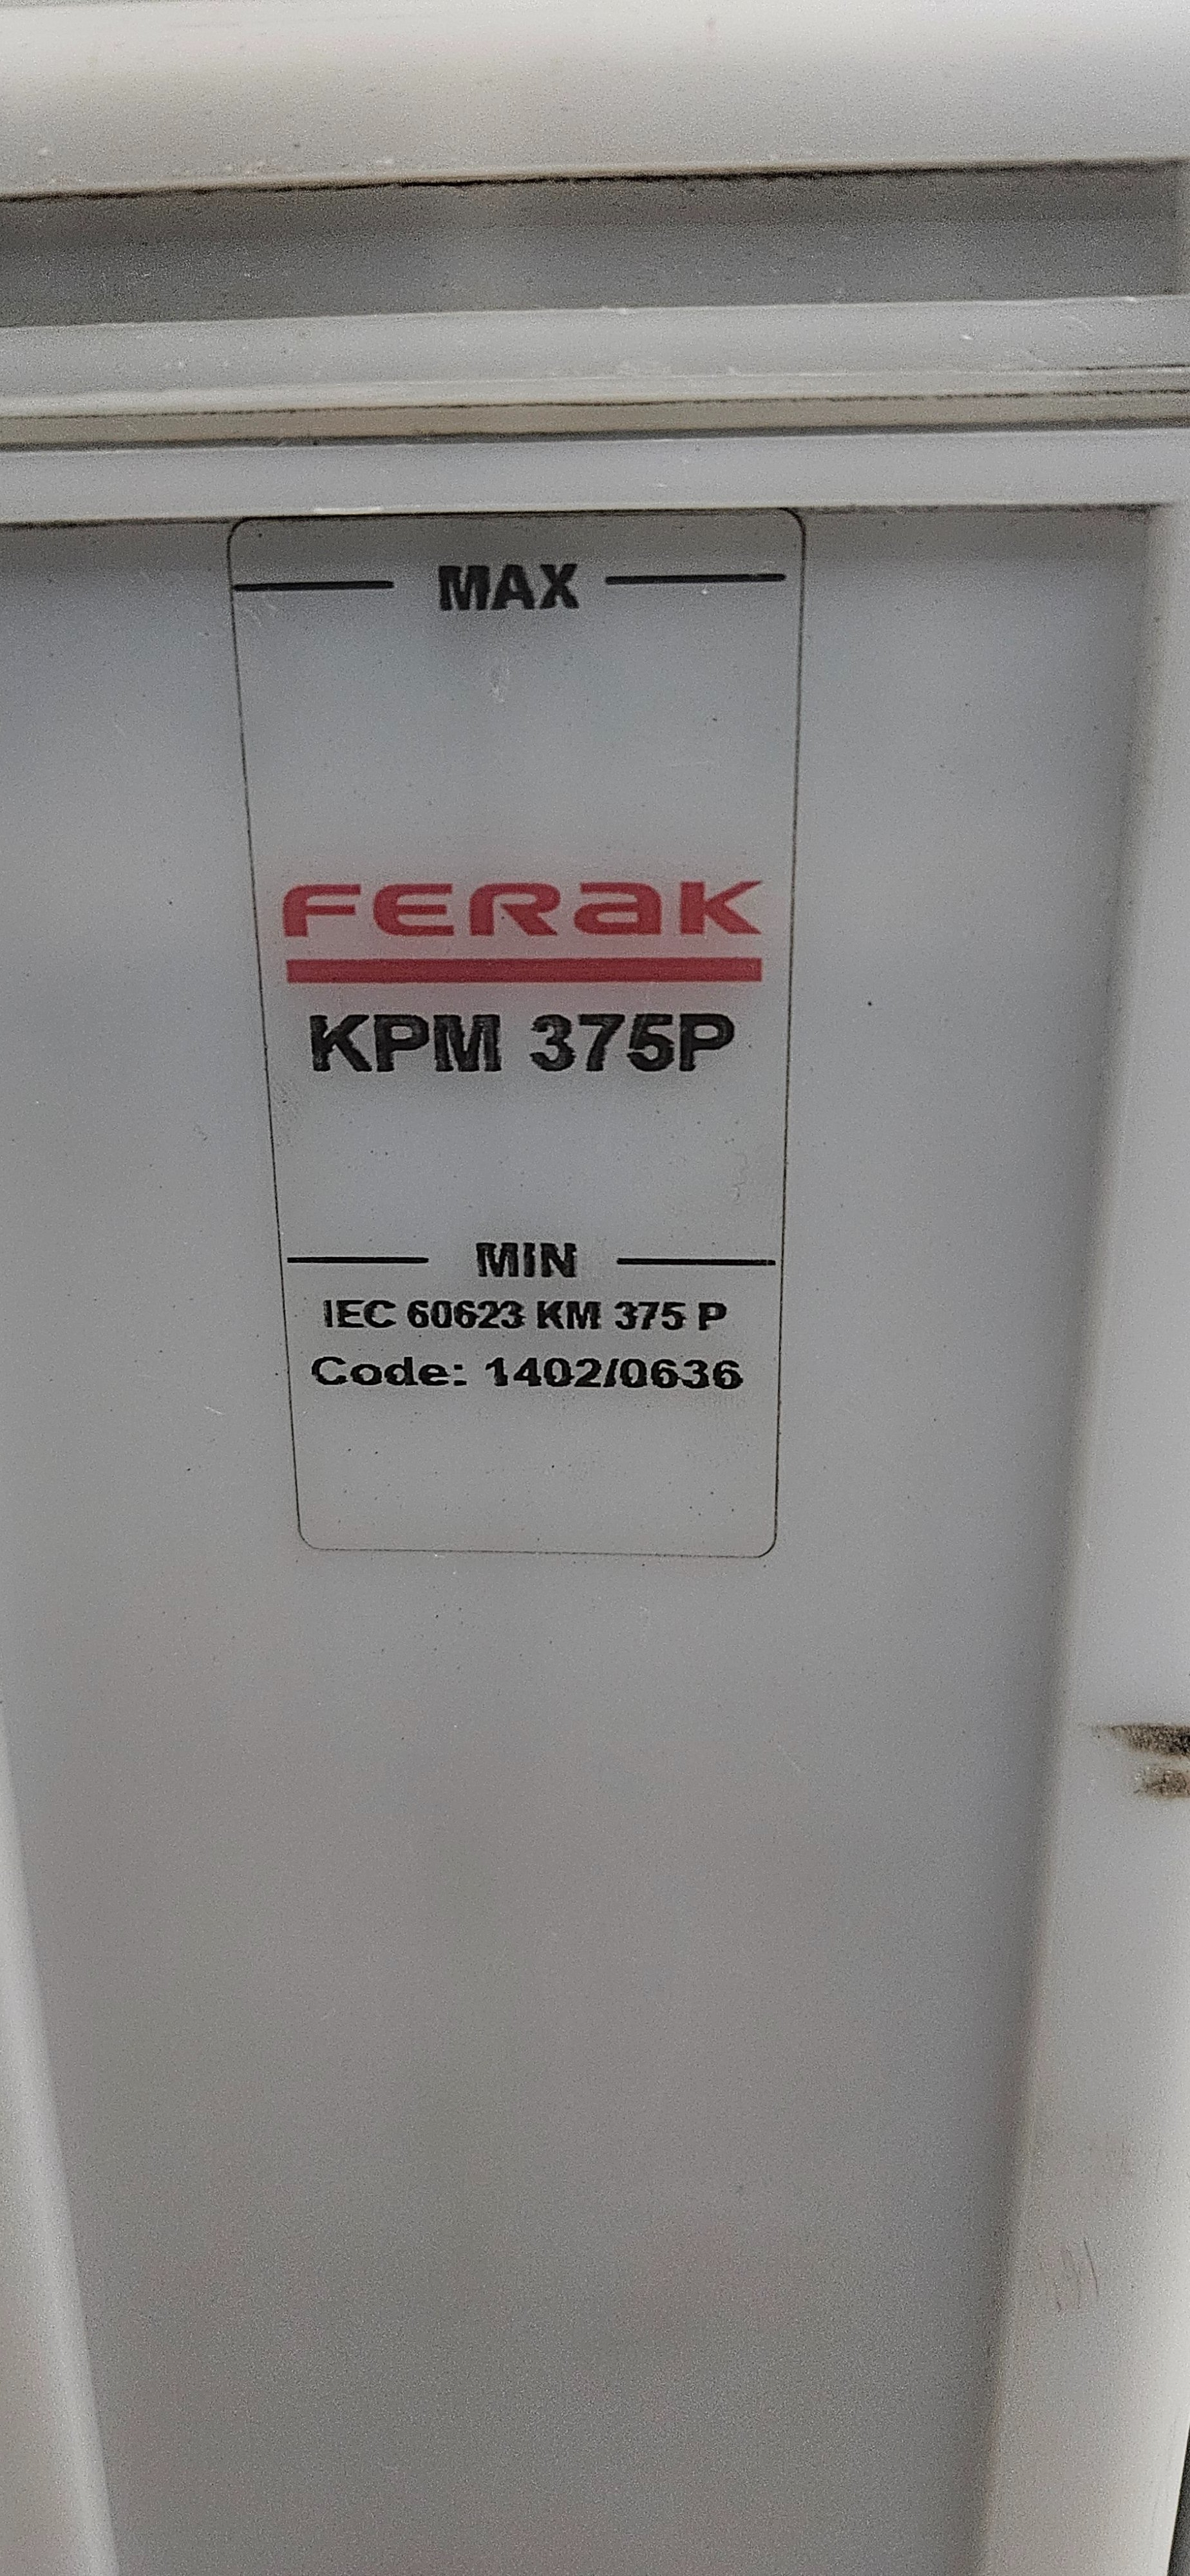 MAX
FERAK
KPM 375P
MIN
IEC 60623 KM 375 P
Code: 1402/0636